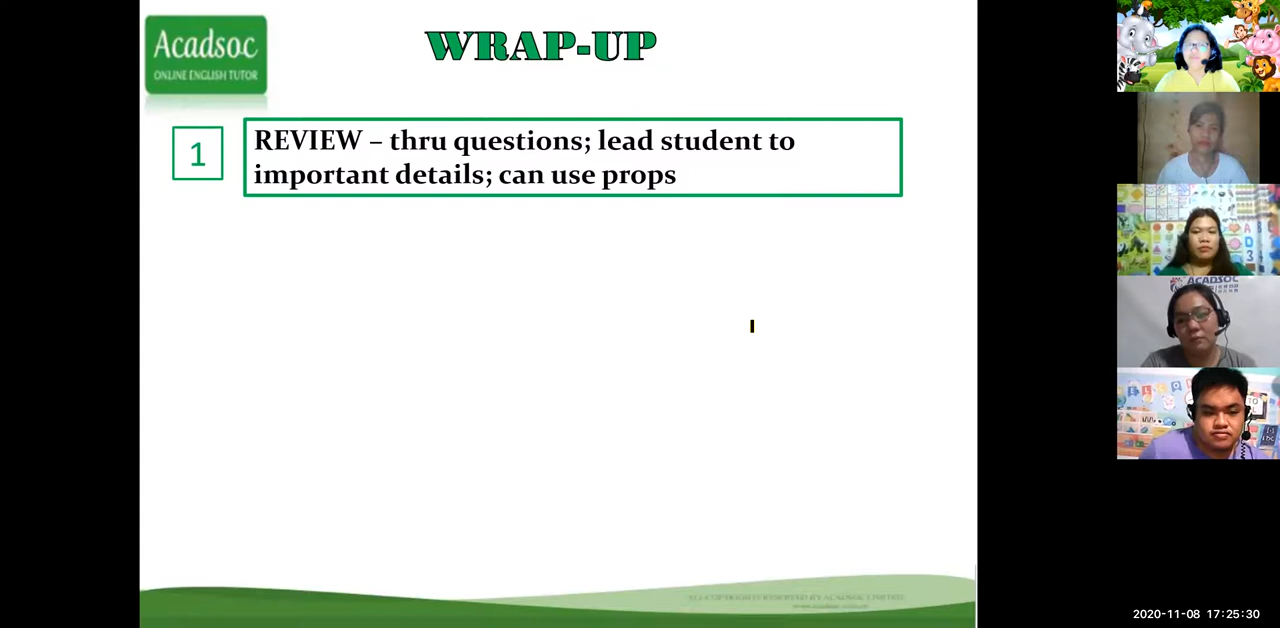 Acadsoc
ONLINE ENGLISH TUTOR
WRAP-UP
1
REVIEW – thru questions; lead student to
important details; can use props
ACADSOC
2020-11-08 17:25:30